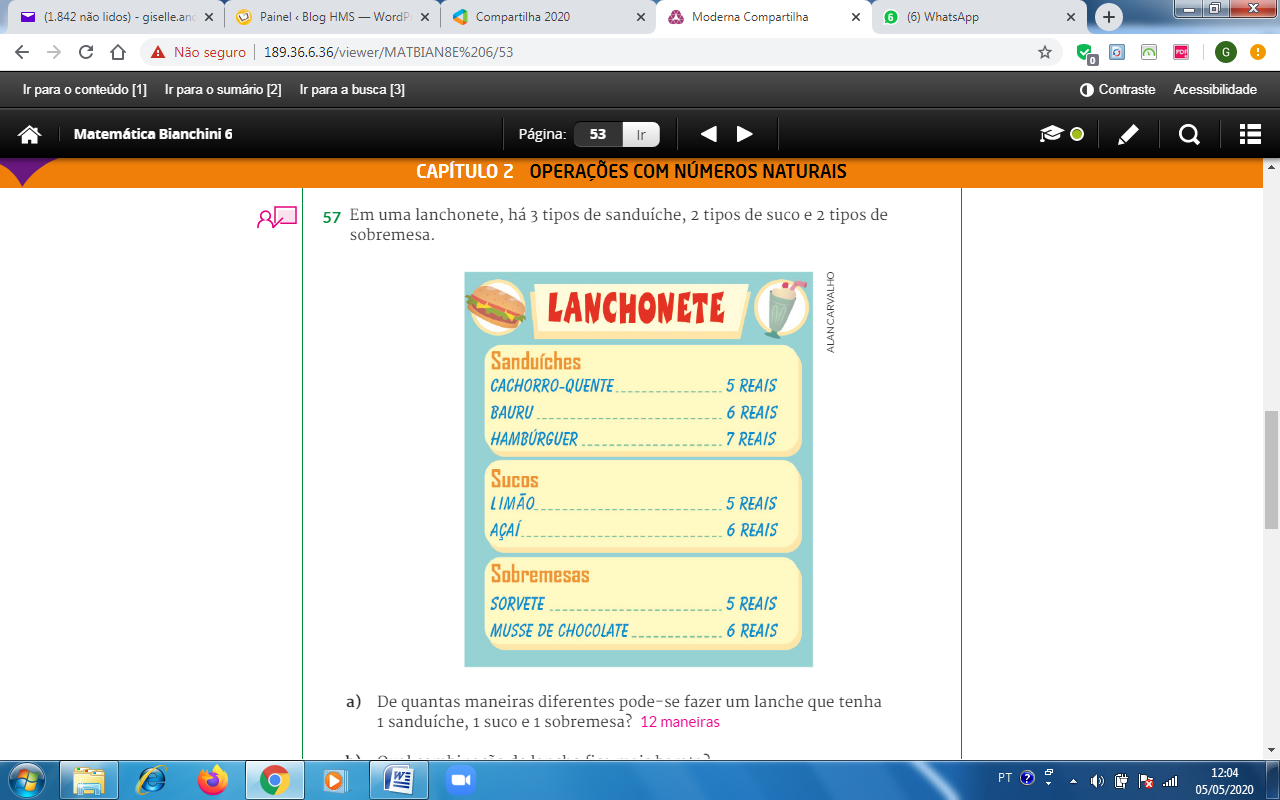 (1.842 não lidos) - giselle.and
Painel ‹ Blog HMS — WordP
Compartilha 2020
Moderna Compartilha
(6) WhatsApp
Não seguro | 189.36.6.36/viewer/MATBIAN8E%206/53
0
PDF
G
Ir para o conteúdo [1] Ir para o sumário [2] Ir para a busca [3]
Contraste Acessibilidade
Matemática Bianchini 6
Página: 53 Ir
CAPÍTULO 2 OPERAÇÕES COM NÚMEROS NATURAIS
57 Em uma lanchonete, há 3 tipos de sanduíche, 2 tipos de suco e 2 tipos de
sobremesa.
LANCHONETE
ALAN CARVALHO
Sanduíches
CACHORRO-QUENTE 5 REAIS
BAURU 6 REAIS
HAMBÚRGUER 7 REAIS
Sucos
LIMÃO 5 REAIS
AÇAÍ 6 REAIS
Sobremesas
SORVETE 5 REAIS
MUSSE DE CHOCOLATE 6 REAIS
a) De quantas maneiras diferentes pode-se fazer um lanche que tenha
1 sanduíche, 1 suco e 1 sobremesa? 12 maneiras
PT
12:04
05/05/2020